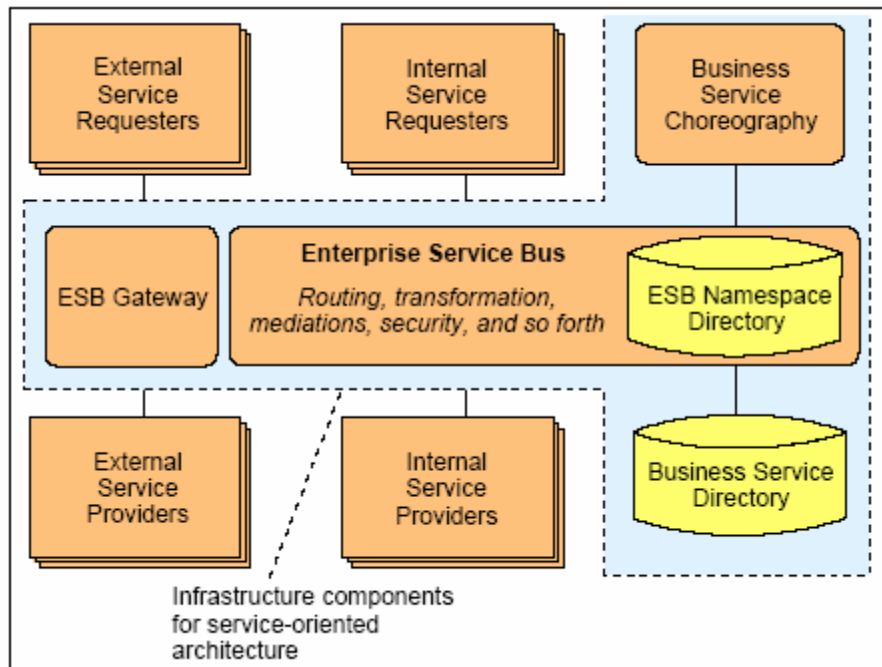 External
Service
Requesters
Internal
Service
Requesters
Business
Service
Choreography
ESB Gateway
Enterprise Service Bus
Routing, transformation,
mediations, security, and so forth
ESB Namespace
Directory
External
Service
Providers
Internal
Service
Providers
Business Service
Directory
Infrastructure components
for service-oriented
architecture